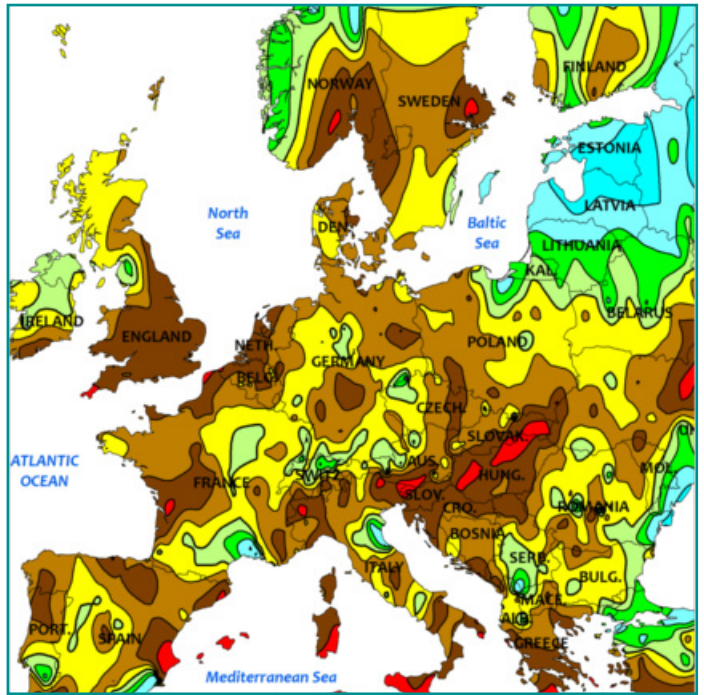 NORWAY
SWEDEN
FINLAND
ESTONIA
LATVIA
North
Sea
Baltic
Sea
DEN.
LITHUANIA
KAL.
IRELAND
ENGLAND
BELARUS
NETH.
POLAND
GERMANY
BELG.
CZECH.
SLOVAK.
ATLANTIC
OCEAN
FRANCE
SWITZ.
AUS.
HUNG.
MOL.
SLOV.
CRO.
ROMANIA
BOSNIA
SERB.
ITALY
BULG.
MACE.
ALB.
PORT.
SPAIN
GREECE
Mediterranean Sea